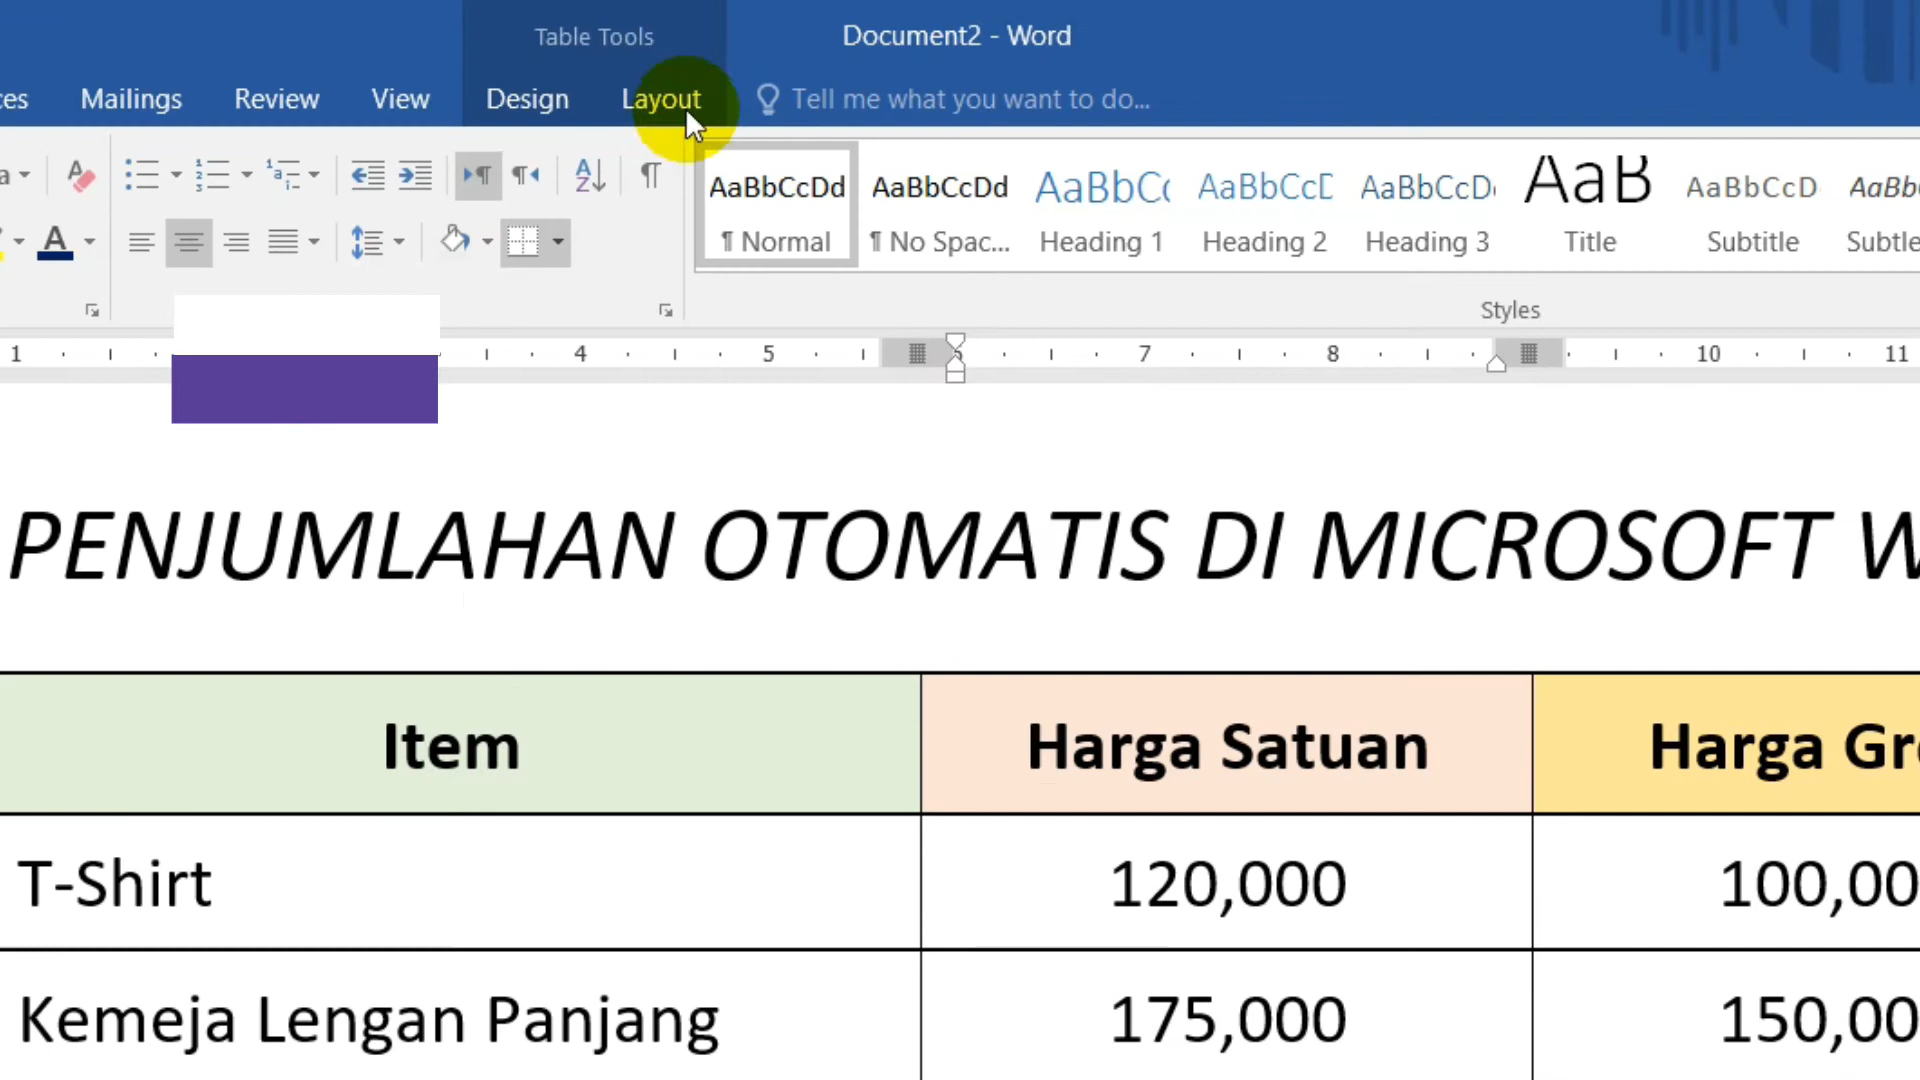 Table Tools
Document2 - Word
Mailings Review View Design Layout Tell me what you want to do...
AaBbCcDd AaBbCcDd AaBbCc AaBbCcD AaBbCcD AaB AaBbCcD
¶ Normal ¶ No Spac... Heading 1 Heading 2 Heading 3 Title Subtitle
Styles
1 4 5 7 8 10 11
PENJUMLAHAN OTOMATIS DI MICROSOFT W
Item Harga Satuan Harga Gr
T-Shirt 120,000 100,00
Kemeja Lengan Panjang 175,000 150,00